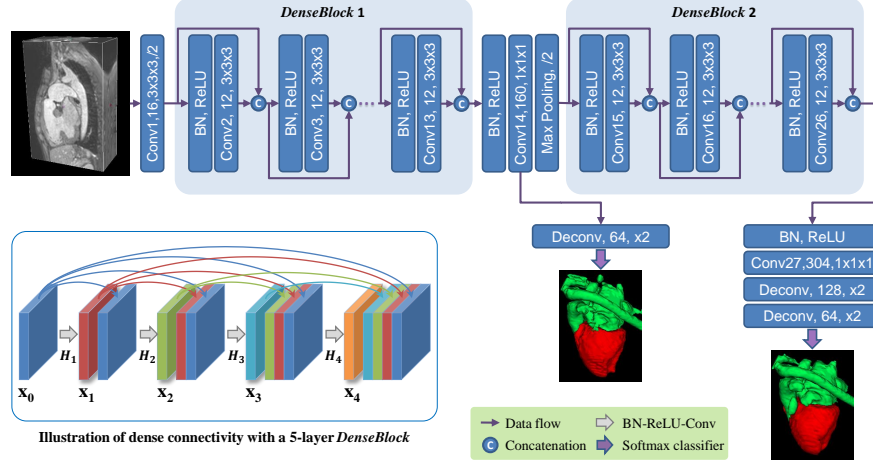 DenseBlock 1
DenseBlock 2
Conv1,16,3x3x3,/2
BN, ReLU
Conv2, 12, 3x3x3
C
BN, ReLU
Conv3, 12, 3x3x3
C
BN, ReLU
Conv13, 12, 3x3x3
C
BN, ReLU
Conv14,160,1x1x1
Max Pooling, /2
BN, ReLU
Conv15, 12, 3x3x3
C
BN, ReLU
Conv16, 12, 3x3x3
C
BN, ReLU
Conv26, 12, 3x3x3
C
Deconv, 64, x2
BN, ReLU
Conv27,304,1x1x1
Deconv, 128, x2
Deconv, 64, x2
H1
H2
H3
H4
x0
x1
x2
x3
x4
Illustration of dense connectivity with a 5-layer DenseBlock
Data flow
BN-ReLU-Conv
C Concatenation
Softmax classifier